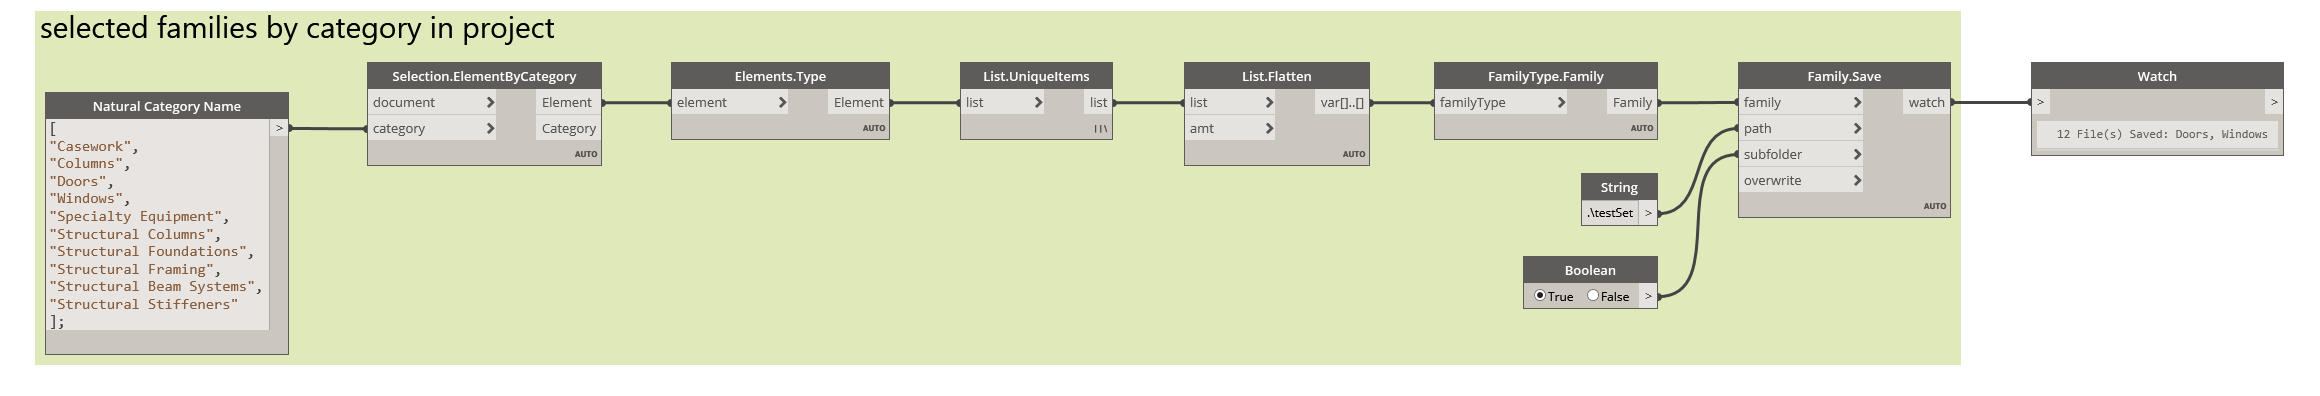 selected families by category in project
Natural Category Name
[
"Casework",
"Columns",
"Doors",
"Windows",
"Specialty Equipment",
"Structural Columns",
"Structural Foundations",
"Structural Framing",
"Structural Beam Systems",
"Structural Stiffeners"
];
>
Selection.ElementByCategory
document > Element
category > Category
AUTO
Elements.Type
element > Element
AUTO
List.UniqueItems
list > list
||\
List.Flatten
list > var[]..[]
amt >
AUTO
FamilyType.Family
familyType > Family
AUTO
String
.\testSet >
Boolean
True False >
Family.Save
family > watch
path >
subfolder >
overwrite >
AUTO
Watch
> >
12 File(s) Saved: Doors, Windows